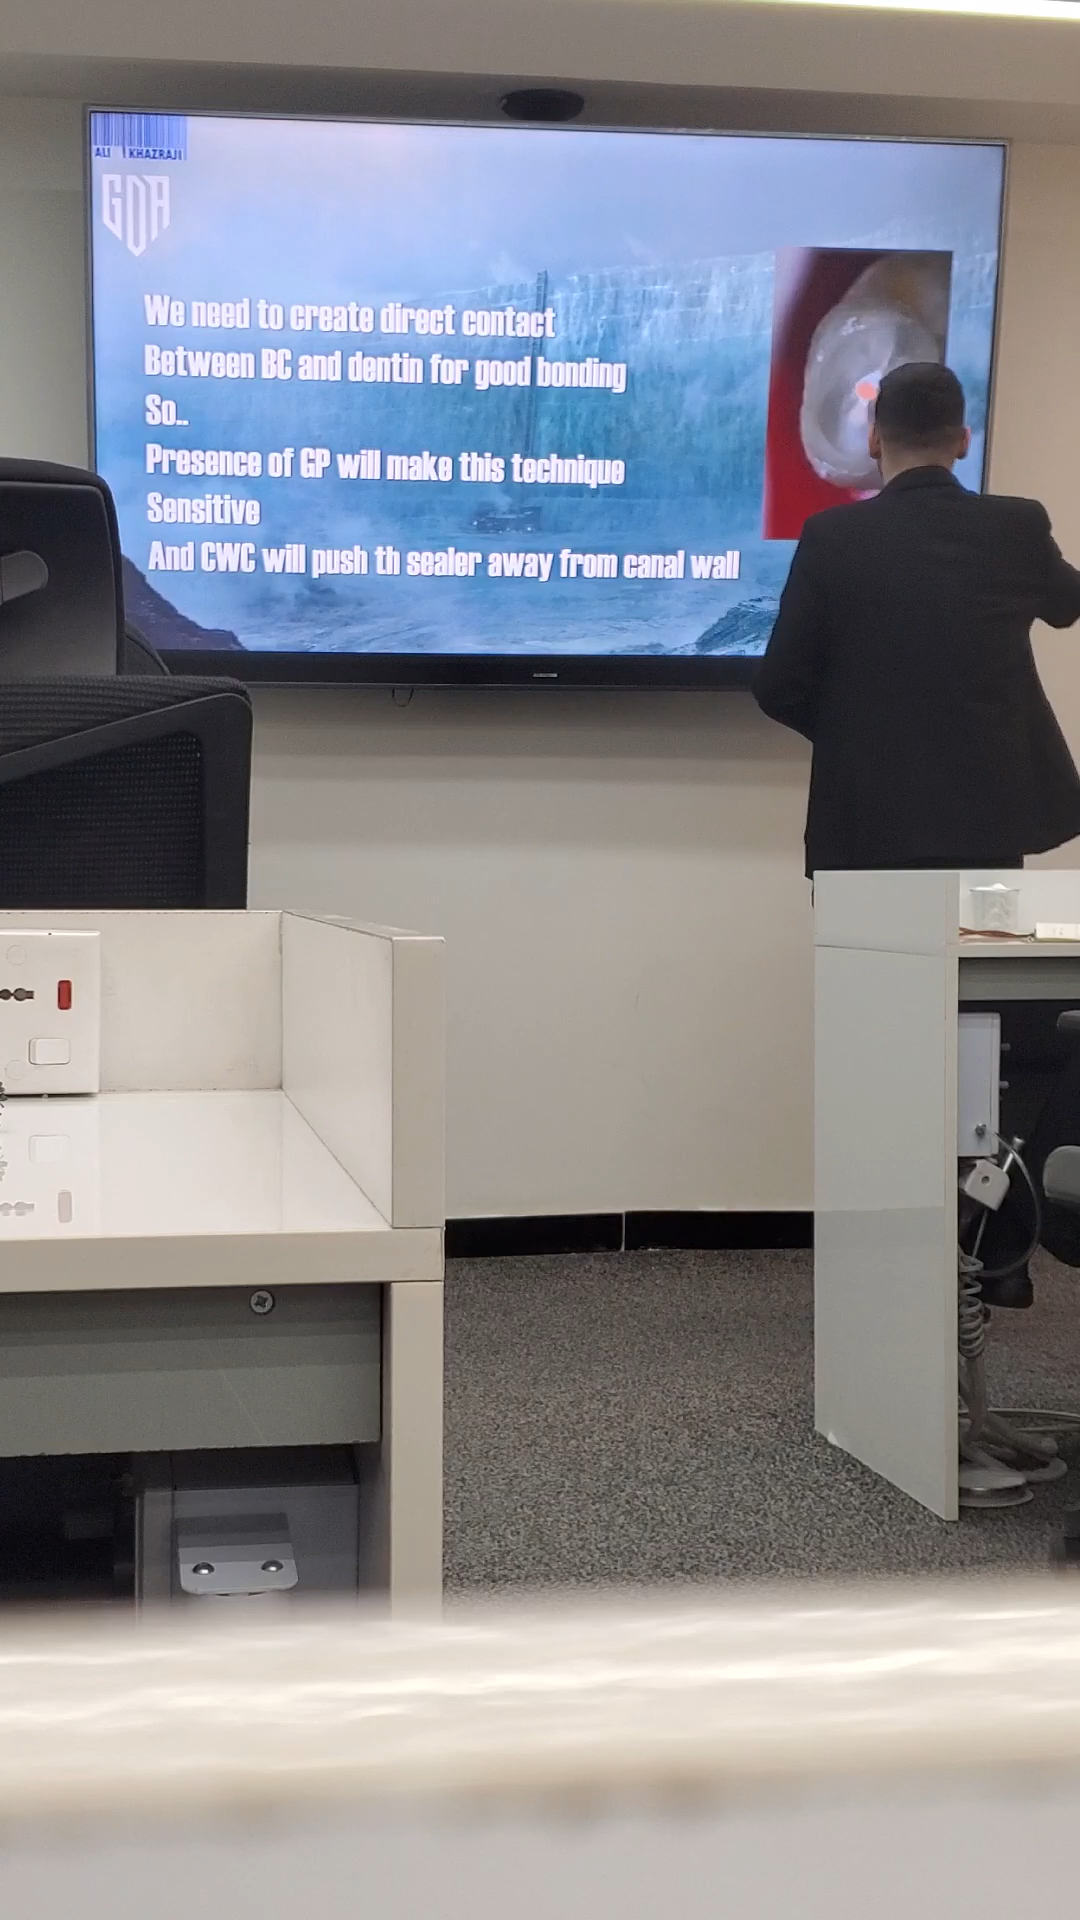 ALI KHAZRAJI
GDA
We need to create direct contact
Between BC and dentin for good bonding
So..
Presence of GP will make this technique
Sensitive
And CWC will push th sealer away from canal wall